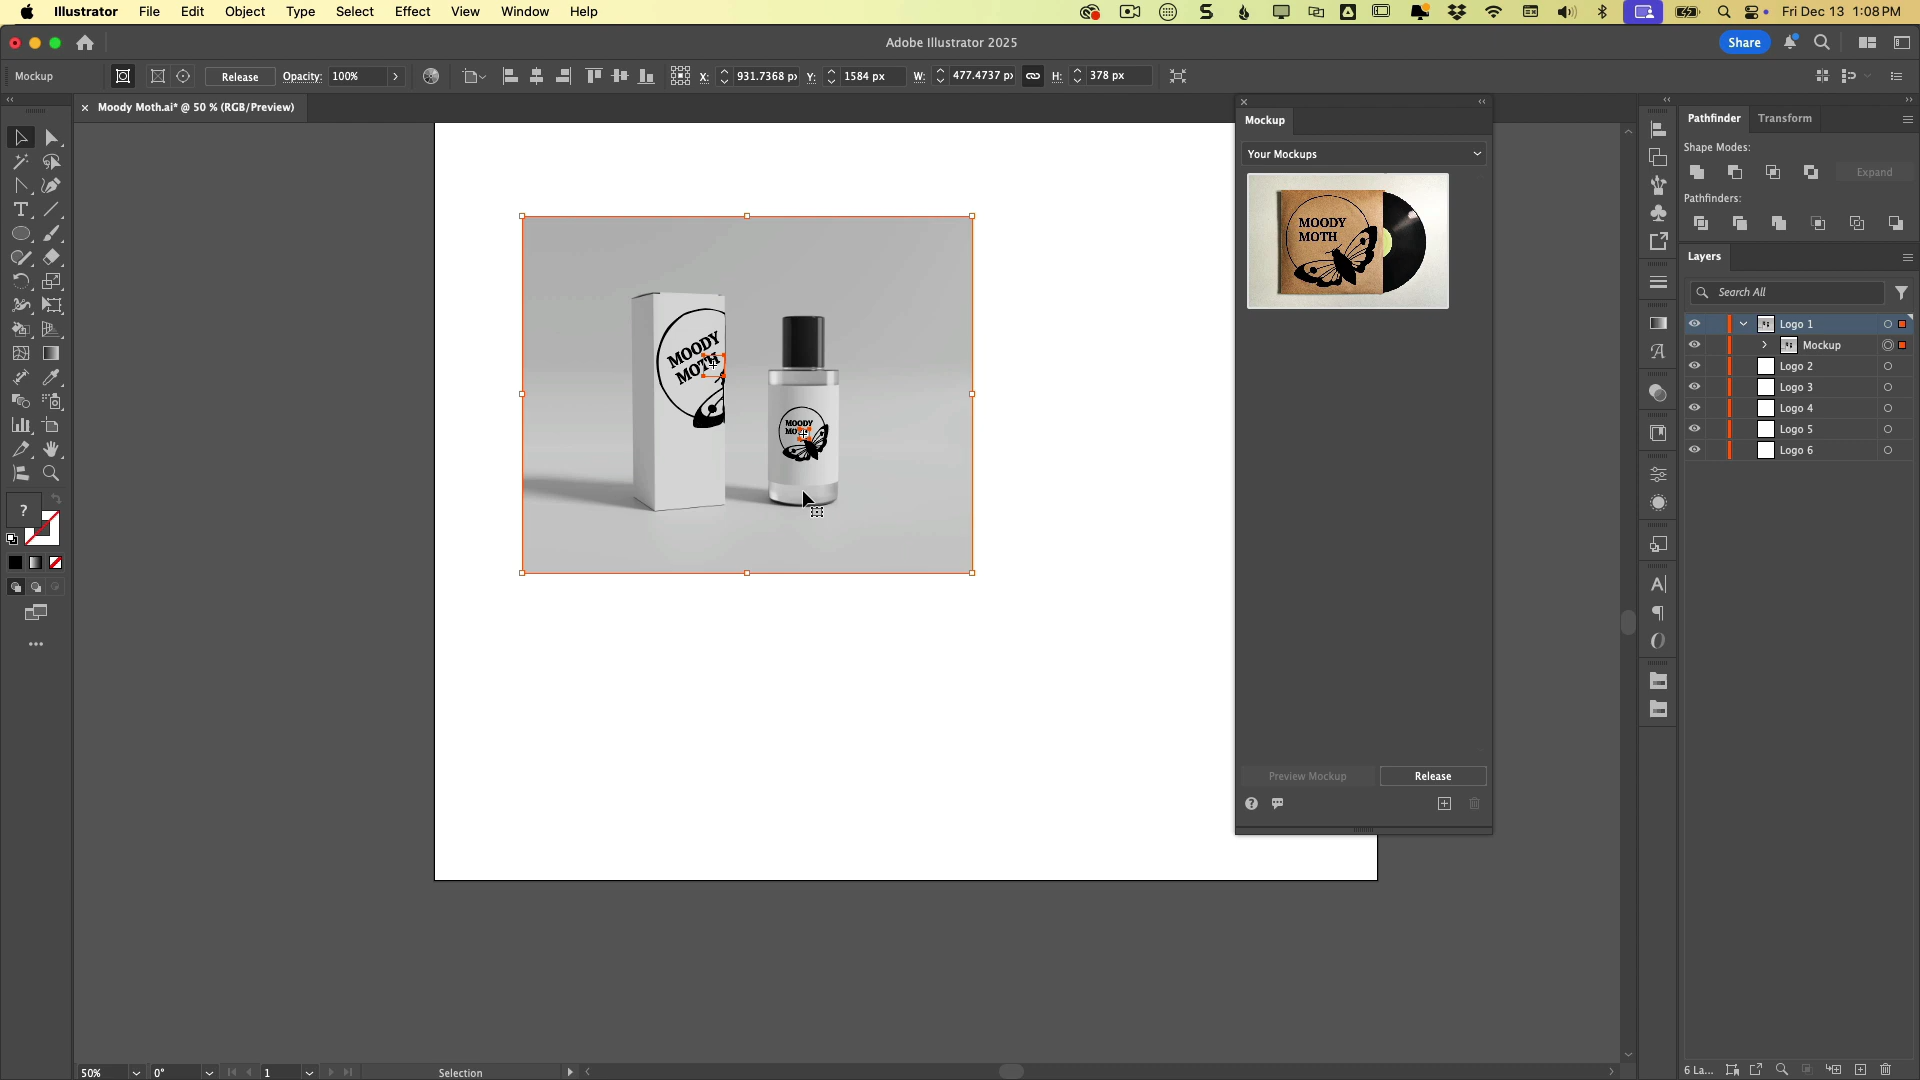 Illustrator File Edit Object Type Select Effect View Window Help
Fri Dec 13 1:08 PM
Adobe Illustrator 2025
Share
Mockup
Release
Opacity: 100%
X: 931.7368 px
Y: 1584 px
W: 477.4737 px
H: 378 px
Moody Moth.ai* @ 50 % (RGB/Preview)
Mockup
Your Mockups
MOODY
MOTH
MOODY
MOTH
MOODY
Preview Mockup
Release
Pathfinder
Transform
Shape Modes:
Expand
Pathfinders:
Layers
Search All
Logo 1
Mockup
Logo 2
Logo 3
Logo 4
Logo 5
Logo 6
?
50%
0°
1
Selection
6 La...